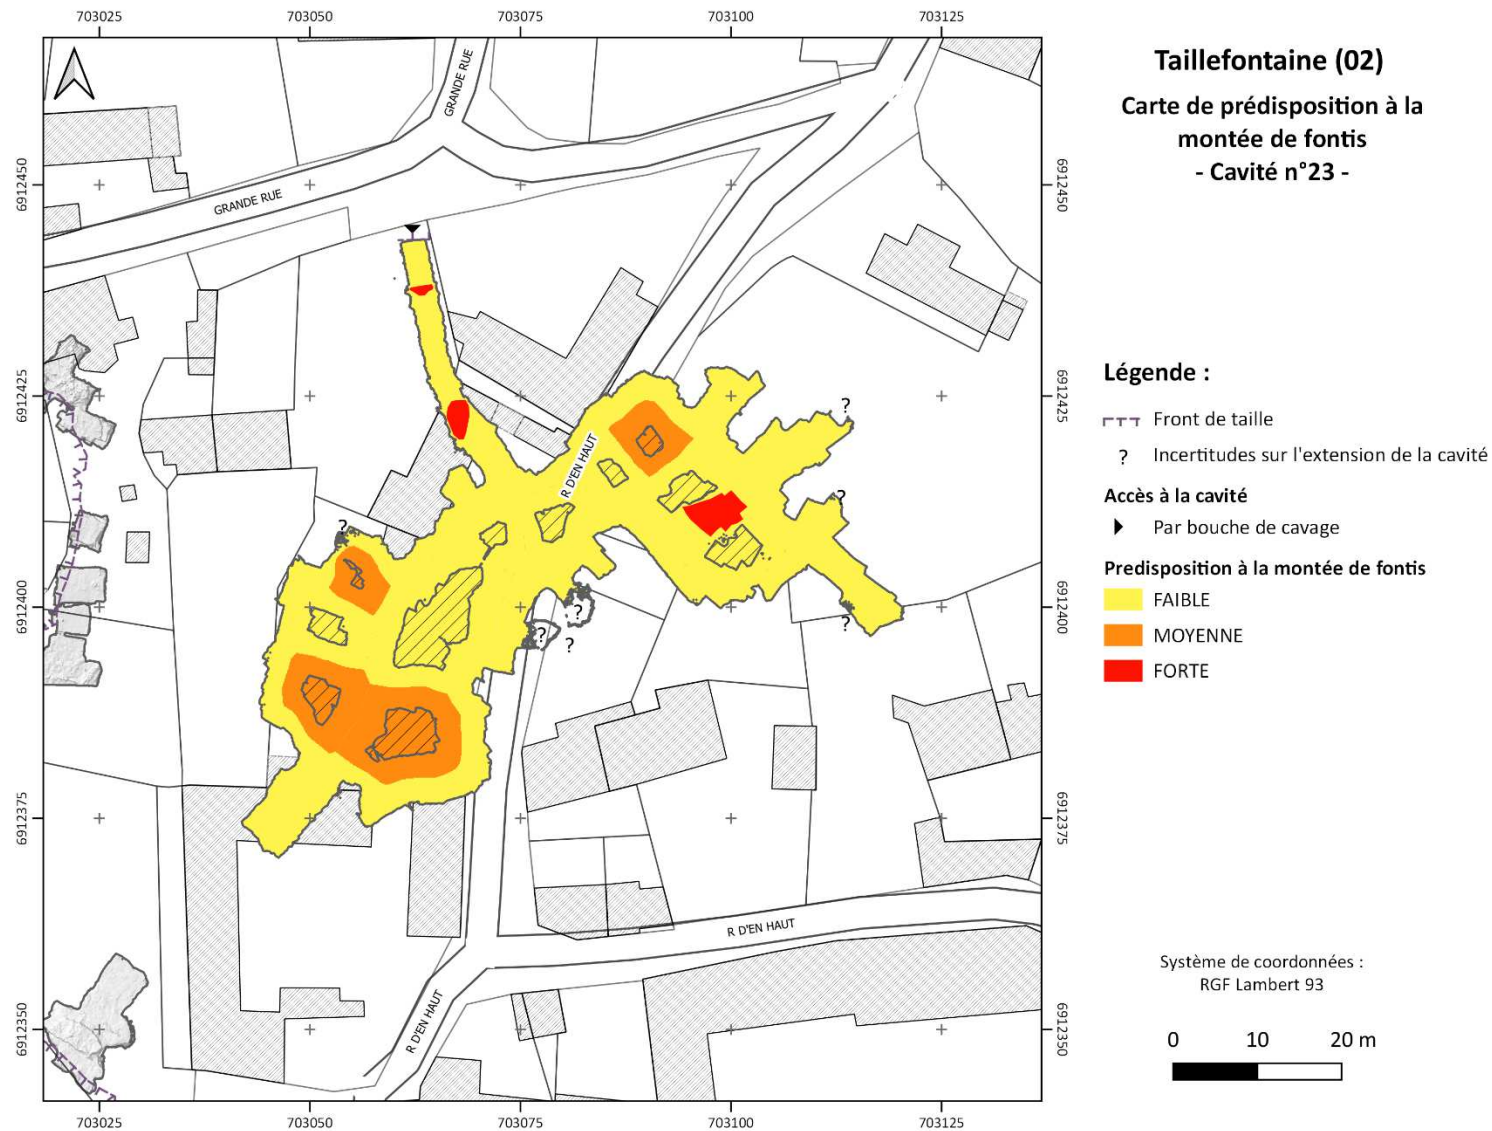 703025 703050 703075 703100 703125
Taillefontaine (02)
Carte de prédisposition à la
montée de fontis
- Cavité n°23 -
GRANDE RUE
6912450
6912450
GRANDE RUE
6912425
6912425
?
R D'EN HAUT
?
?
6912400
6912400
?
?
?
?
6912375
6912375
R D'EN HAUT
R D'EN HAUT
6912350
6912350
703025 703050 703075 703100 703125
Légende :
Front de taille
? Incertitudes sur l'extension de la cavité
Accès à la cavité
Par bouche de cavage
Predisposition à la montée de fontis
FAIBLE
MOYENNE
FORTE
Système de coordonnées :
RGF Lambert 93
0 10 20 m